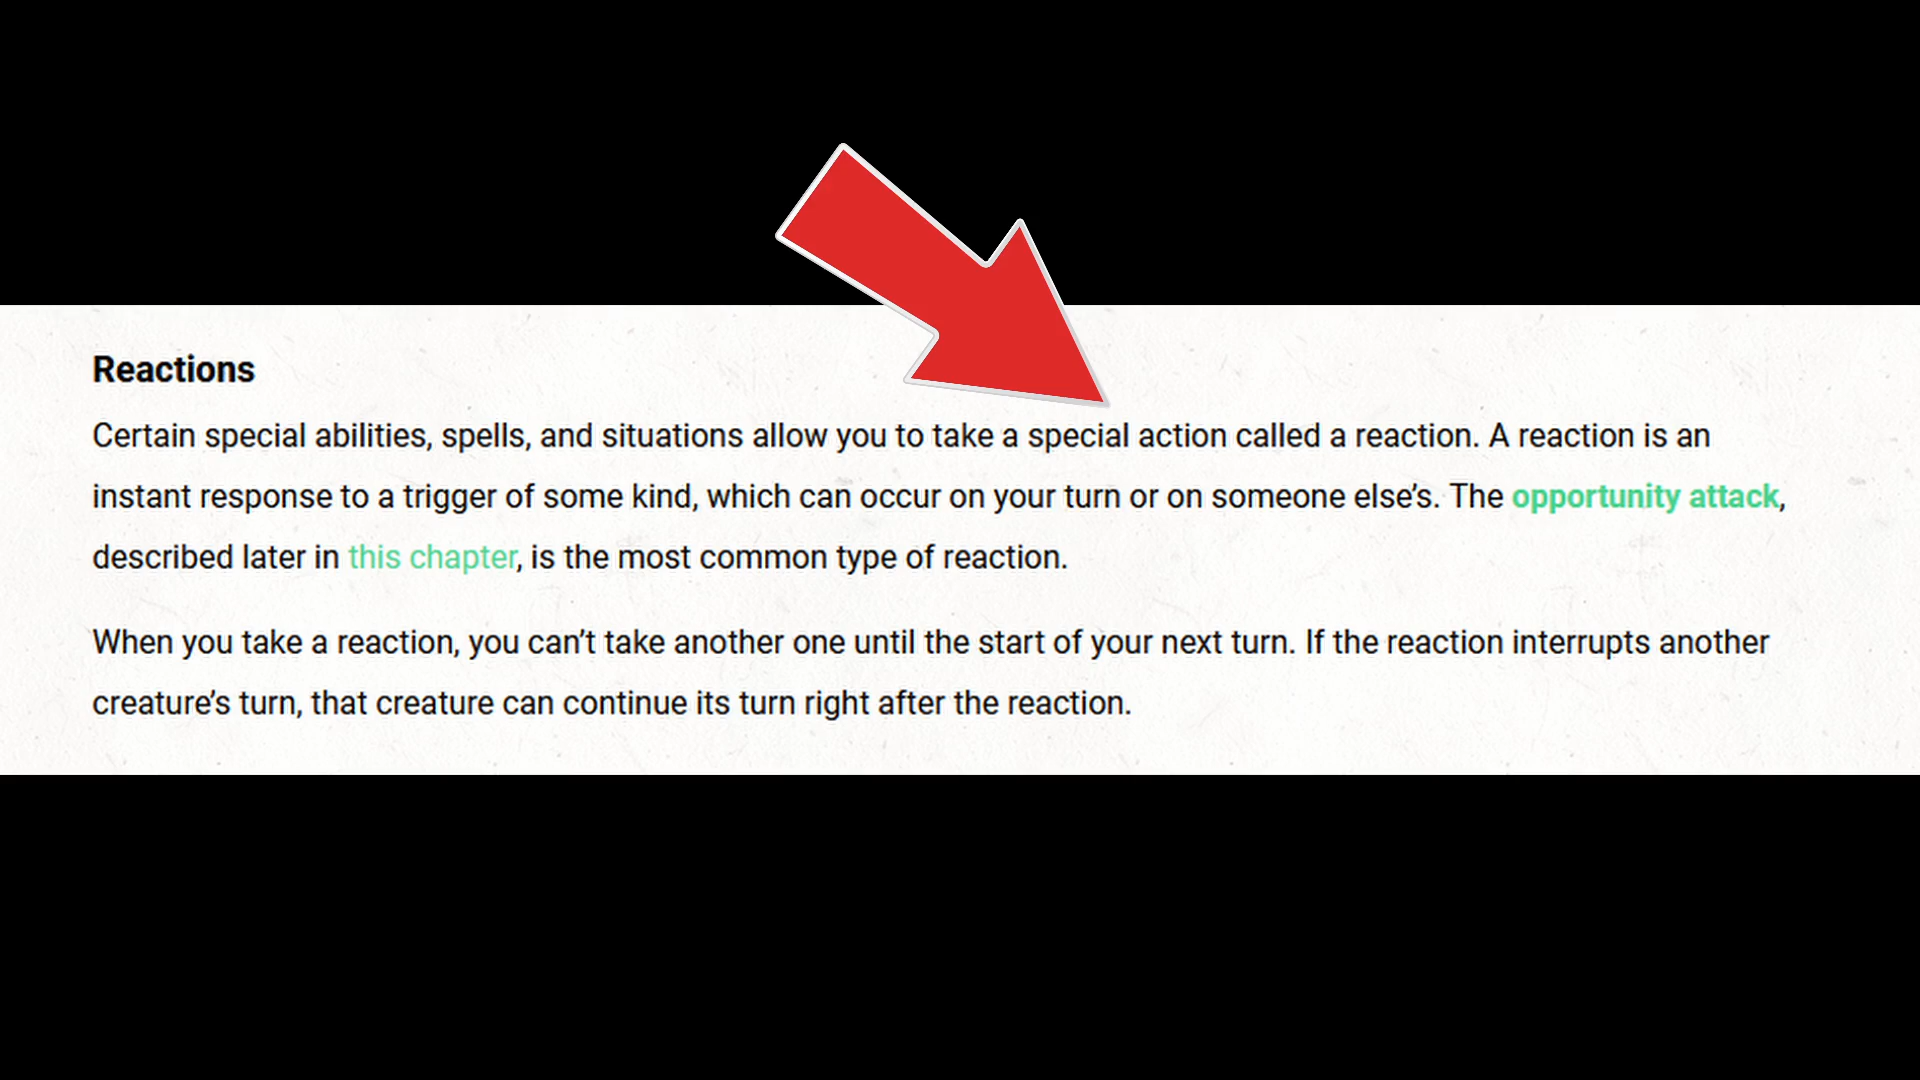 Reactions
Certain special abilities, spells, and situations allow you to take a special action called a reaction. A reaction is an
instant response to a trigger of some kind, which can occur on your turn or on someone else’s. The opportunity attack,
described later in this chapter, is the most common type of reaction.
When you take a reaction, you can’t take another one until the start of your next turn. If the reaction interrupts another
creature’s turn, that creature can continue its turn right after the reaction.